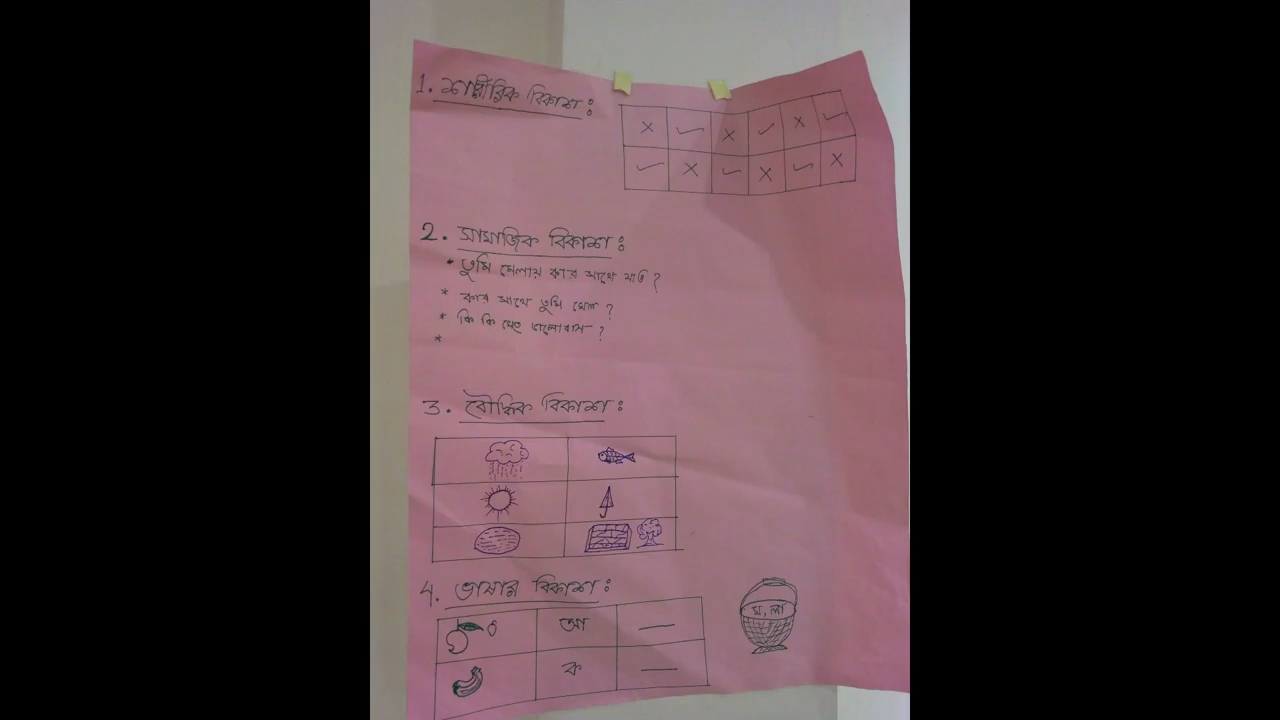 1. শারীরিক বিকাশ :
× ✓ × ✓ × ✓
✓ × ✓ × ✓ ×
2. সামাজিক বিকাশ :
* তুমি মেলায় কার সাথে যাও ?
* কার সাথে তুমি খেল ?
* কি কি খেতে ভালোবাস ?
*
3. বৌদ্ধিক বিকাশ :
4. ভাষার বিকাশ :
আ —
ক —
ম, লা